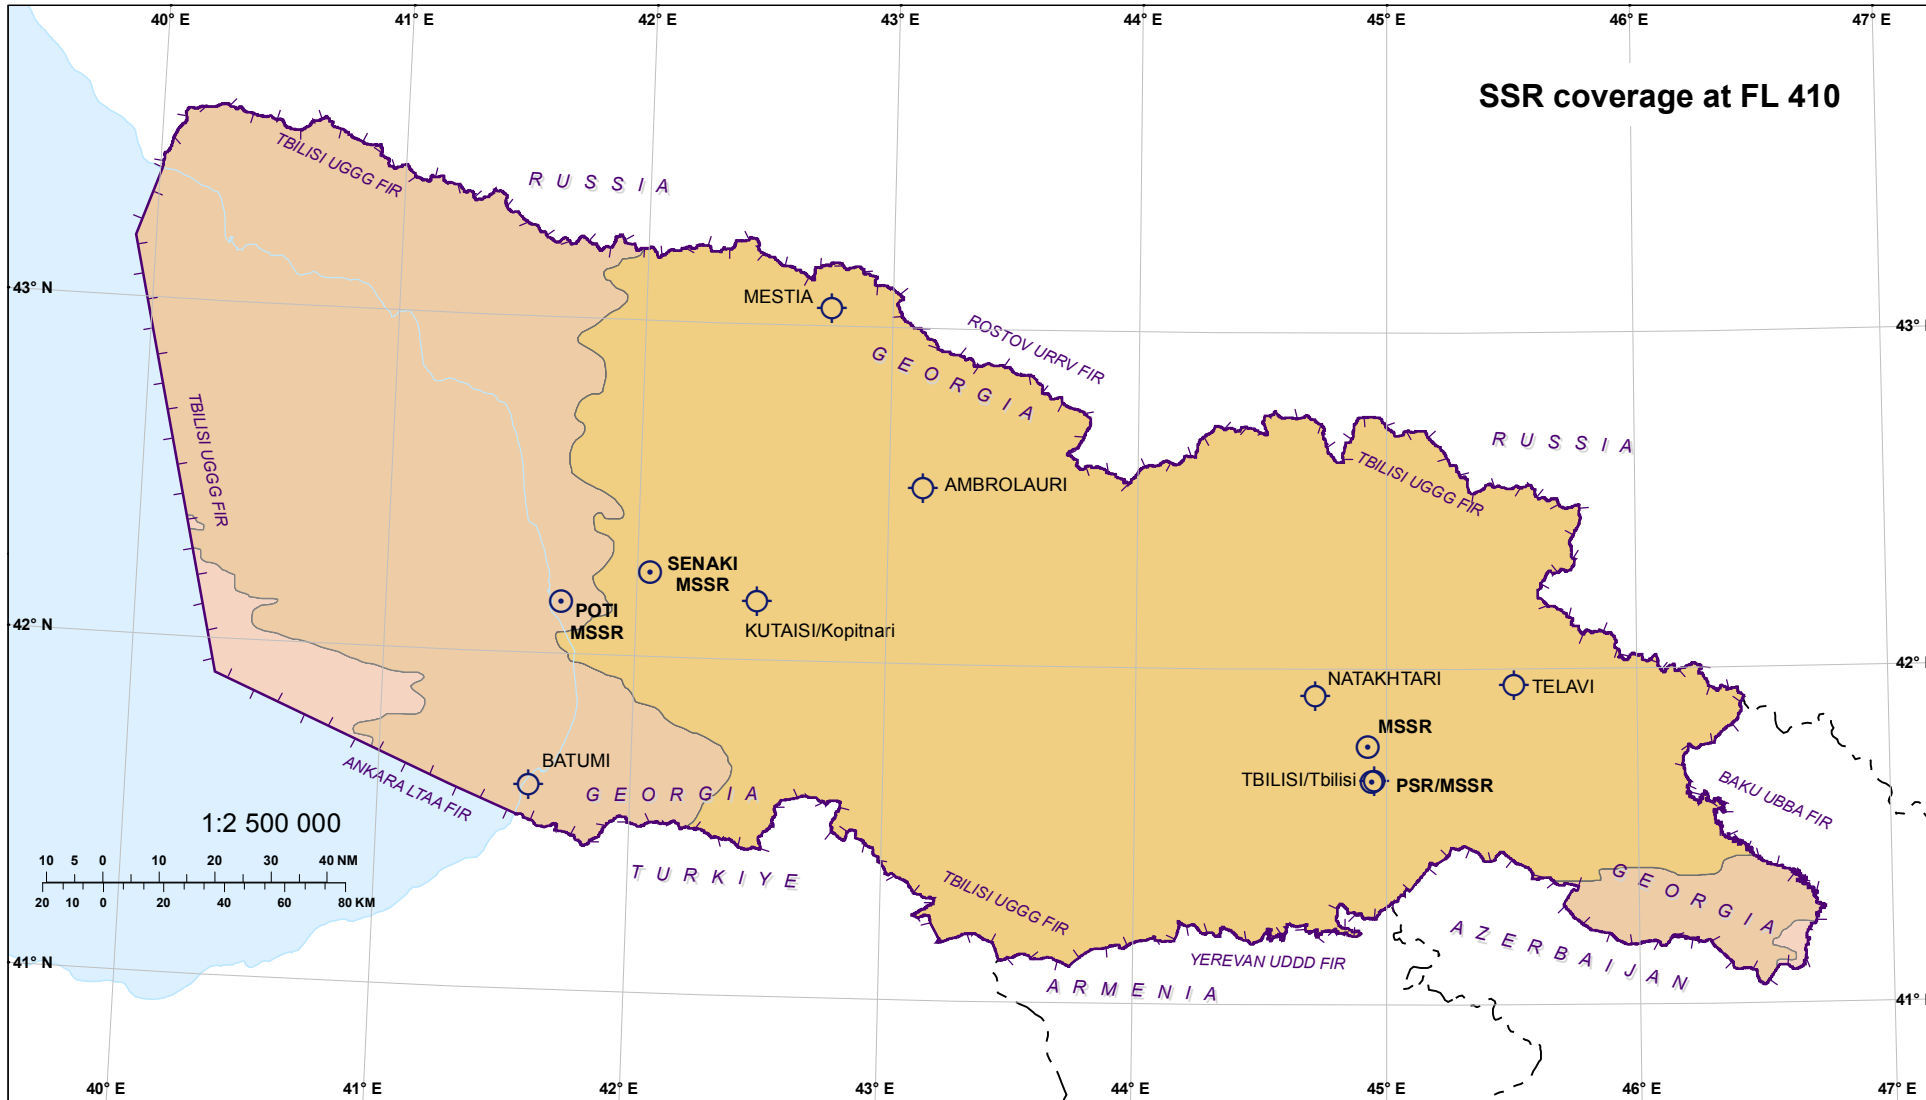 40° E 41° E 42° E 43° E 44° E 45° E 46° E 47° E
SSR coverage at FL 410
TBILISI UGGG FIR
RUSSIA
43° N
MESTIA
ROSTOV URRV FIR
43°
GEORGIA
TBILISI UGGG FIR
RUSSIA
TBILISI UGGG FIR
AMBROLAURI
SENAKI
MSSR
POTI
MSSR
42° N
KUTAISI/Kopitnari
42°
NATAKHTARI
TELAVI
MSSR
BATUMI
TBILISI/Tbilisi
PSR/MSSR
ANKARA LTAA FIR
GEORGIA
BAKU UBBA FIR
1:2 500 000
10 5 0 10 20 30 40 NM
20 10 0 20 40 60 80 KM
TURKIYE
TBILISI UGGG FIR
GEORGIA
AZERBAIJAN
41° N
YEREVAN UDDD FIR
ARMENIA
41°
40° E 41° E 42° E 43° E 44° E 45° E 46° E 47° E